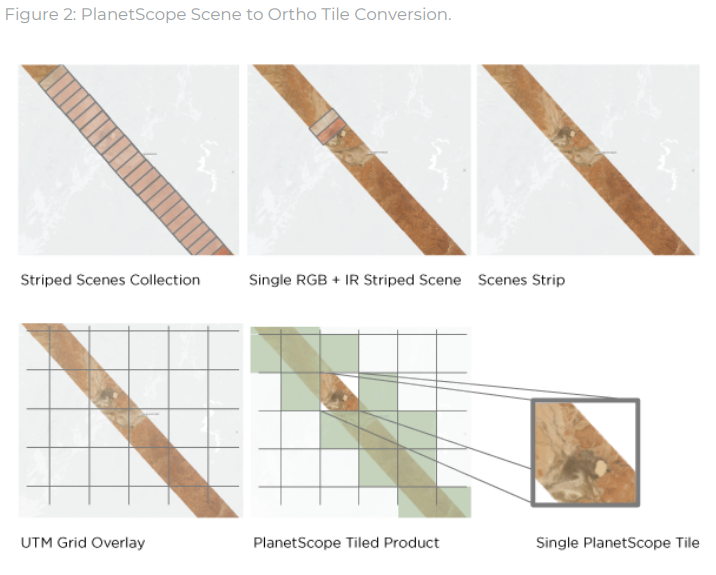 Figure 2: PlanetScope Scene to Ortho Tile Conversion.
Striped Scenes Collection
Single RGB + IR Striped Scene
Scenes Strip
UTM Grid Overlay
PlanetScope Tiled Product
Single PlanetScope Tile